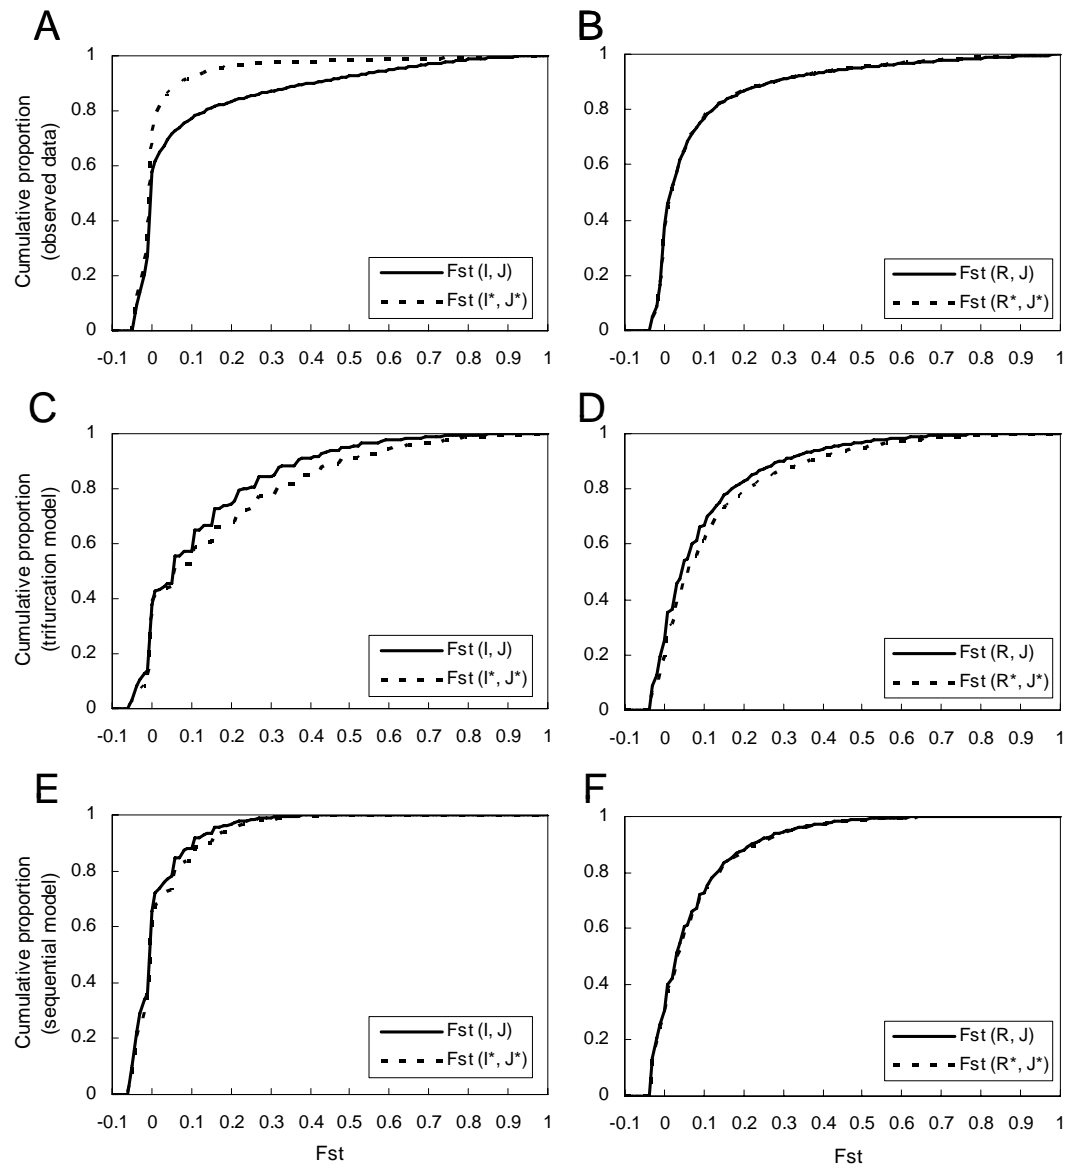 A
Cumulative proportion
(observed data)
1
0.8
0.6
0.4
0.2
0
Fst (I, J)
Fst (I*, J*)
-0.1 0 0.1 0.2 0.3 0.4 0.5 0.6 0.7 0.8 0.9 1
B
1
0.8
0.6
0.4
0.2
0
Fst (R, J)
Fst (R*, J*)
-0.1 0 0.1 0.2 0.3 0.4 0.5 0.6 0.7 0.8 0.9 1
C
Cumulative proportion
(trifurcation model)
1
0.8
0.6
0.4
0.2
0
Fst (I, J)
Fst (I*, J*)
-0.1 0 0.1 0.2 0.3 0.4 0.5 0.6 0.7 0.8 0.9 1
D
1
0.8
0.6
0.4
0.2
0
Fst (R, J)
Fst (R*, J*)
-0.1 0 0.1 0.2 0.3 0.4 0.5 0.6 0.7 0.8 0.9 1
E
Cumulative proportion
(sequential model)
1
0.8
0.6
0.4
0.2
0
Fst (I, J)
Fst (I*, J*)
-0.1 0 0.1 0.2 0.3 0.4 0.5 0.6 0.7 0.8 0.9 1
Fst
F
1
0.8
0.6
0.4
0.2
0
Fst (R, J)
Fst (R*, J*)
-0.1 0 0.1 0.2 0.3 0.4 0.5 0.6 0.7 0.8 0.9 1
Fst